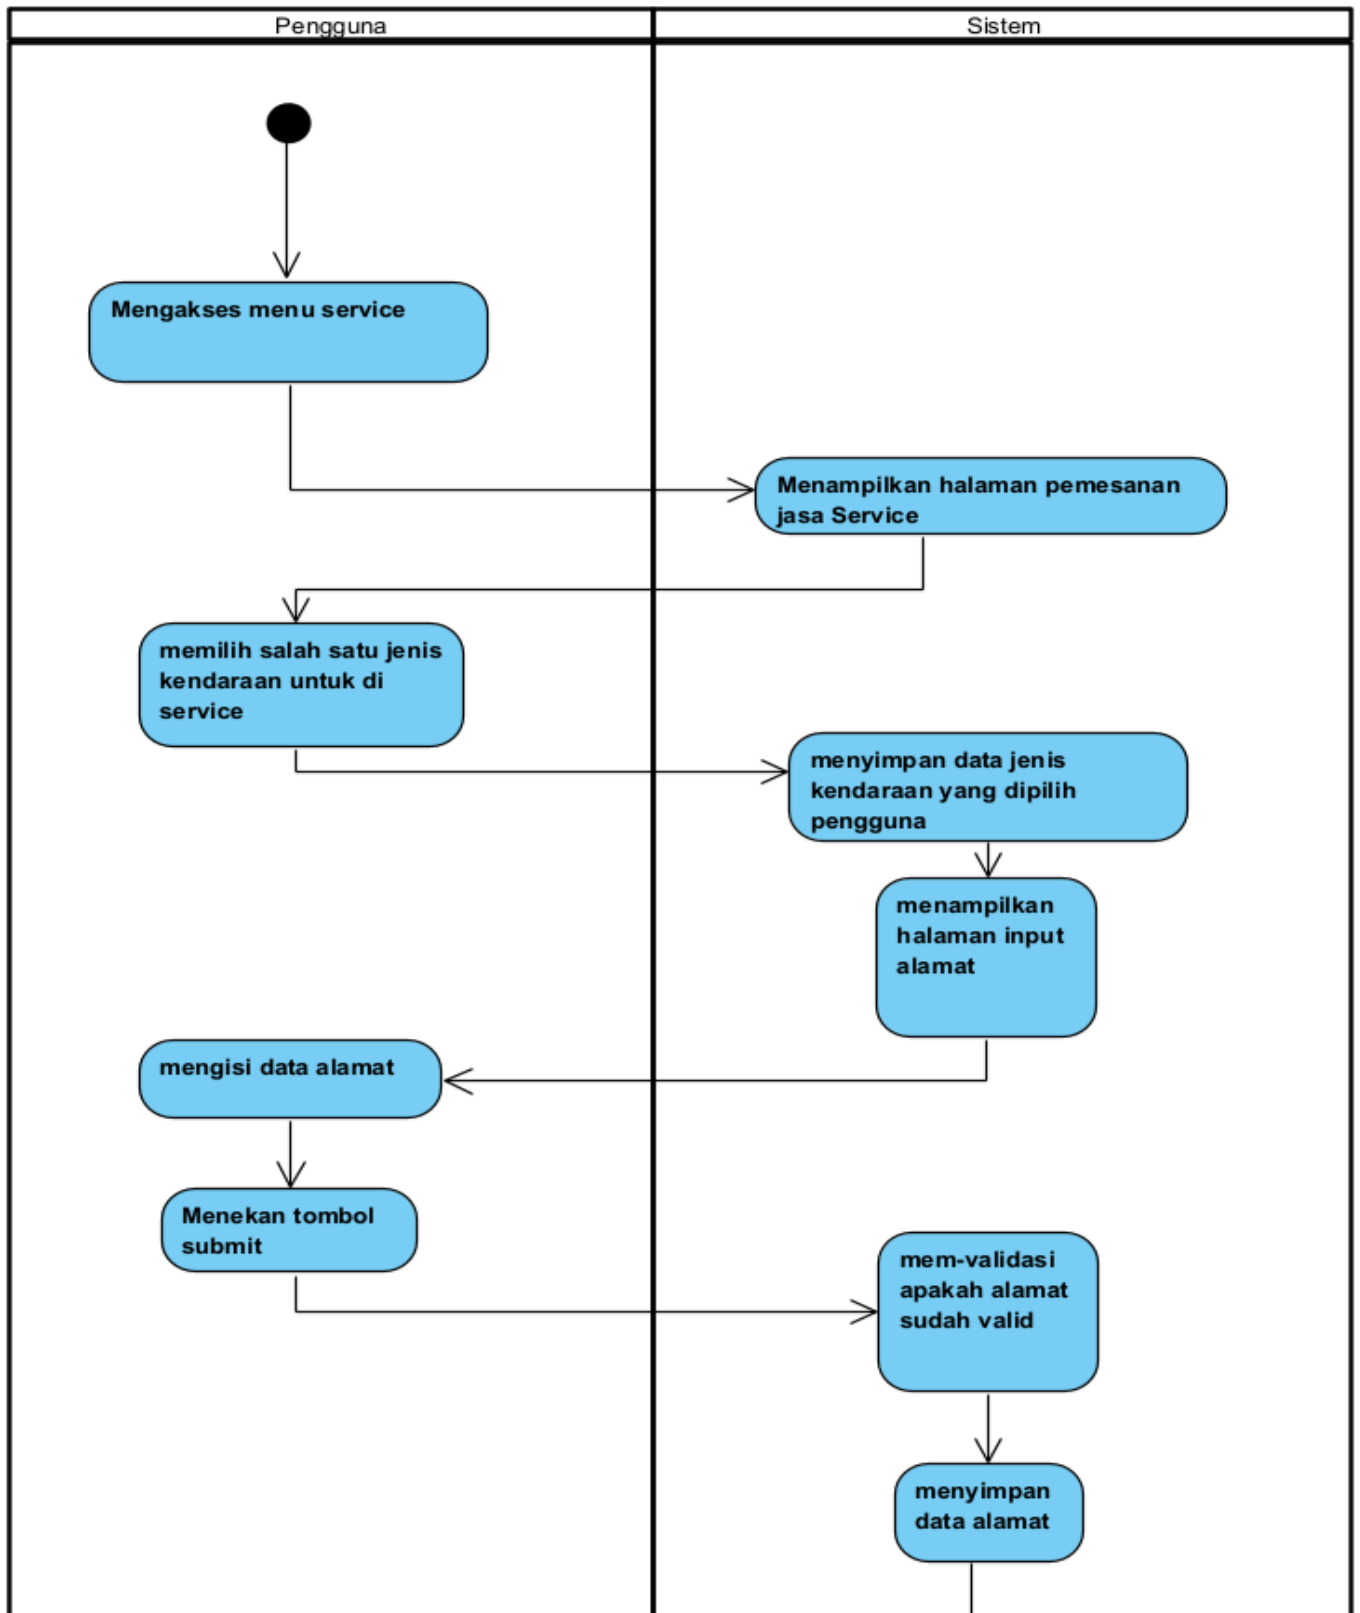 Pengguna
Sistem
Mengakses menu service
Menampilkan halaman pemesanan
jasa Service
memilih salah satu jenis
kendaraan untuk di
service
menyimpan data jenis
kendaraan yang dipilih
pengguna
menampilkan
halaman input
alamat
mengisi data alamat
Menekan tombol
submit
mem-validasi
apakah alamat
sudah valid
menyimpan
data alamat